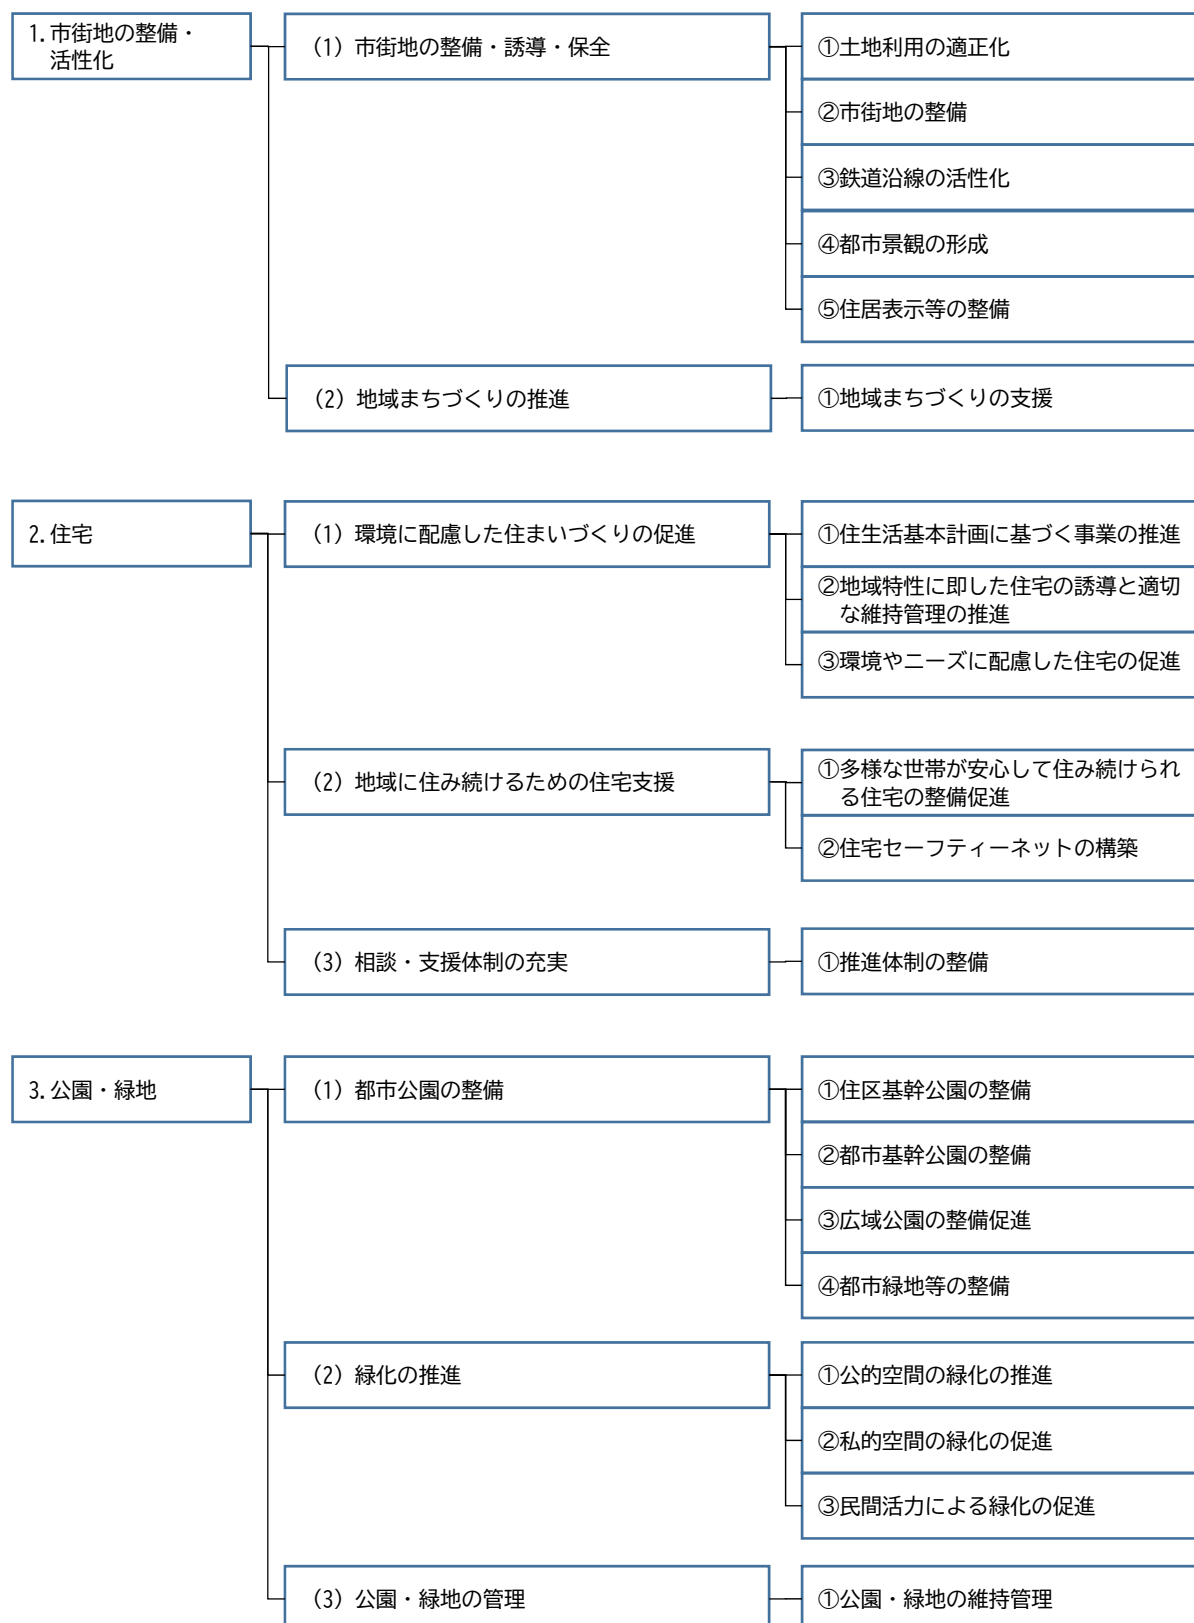 1.市街地の整備・
活性化
(1) 市街地の整備・誘導・保全
①土地利用の適正化
②市街地の整備
③鉄道沿線の活性化
④都市景観の形成
⑤住居表示等の整備
(2) 地域まちづくりの推進
①地域まちづくりの支援
2.住宅
(1) 環境に配慮した住まいづくりの促進
①住生活基本計画に基づく事業の推進
②地域特性に即した住宅の誘導と適切
な維持管理の推進
③環境やニーズに配慮した住宅の促進
(2) 地域に住み続けるための住宅支援
①多様な世帯が安心して住み続けられ
る住宅の整備促進
②住宅セーフティーネットの構築
(3) 相談・支援体制の充実
①推進体制の整備
3.公園・緑地
(1) 都市公園の整備
①住区基幹公園の整備
②都市基幹公園の整備
③広域公園の整備促進
④都市緑地等の整備
(2) 緑化の推進
①公的空間の緑化の推進
②私的空間の緑化の促進
③民間活力による緑化の促進
(3) 公園・緑地の管理
①公園・緑地の維持管理